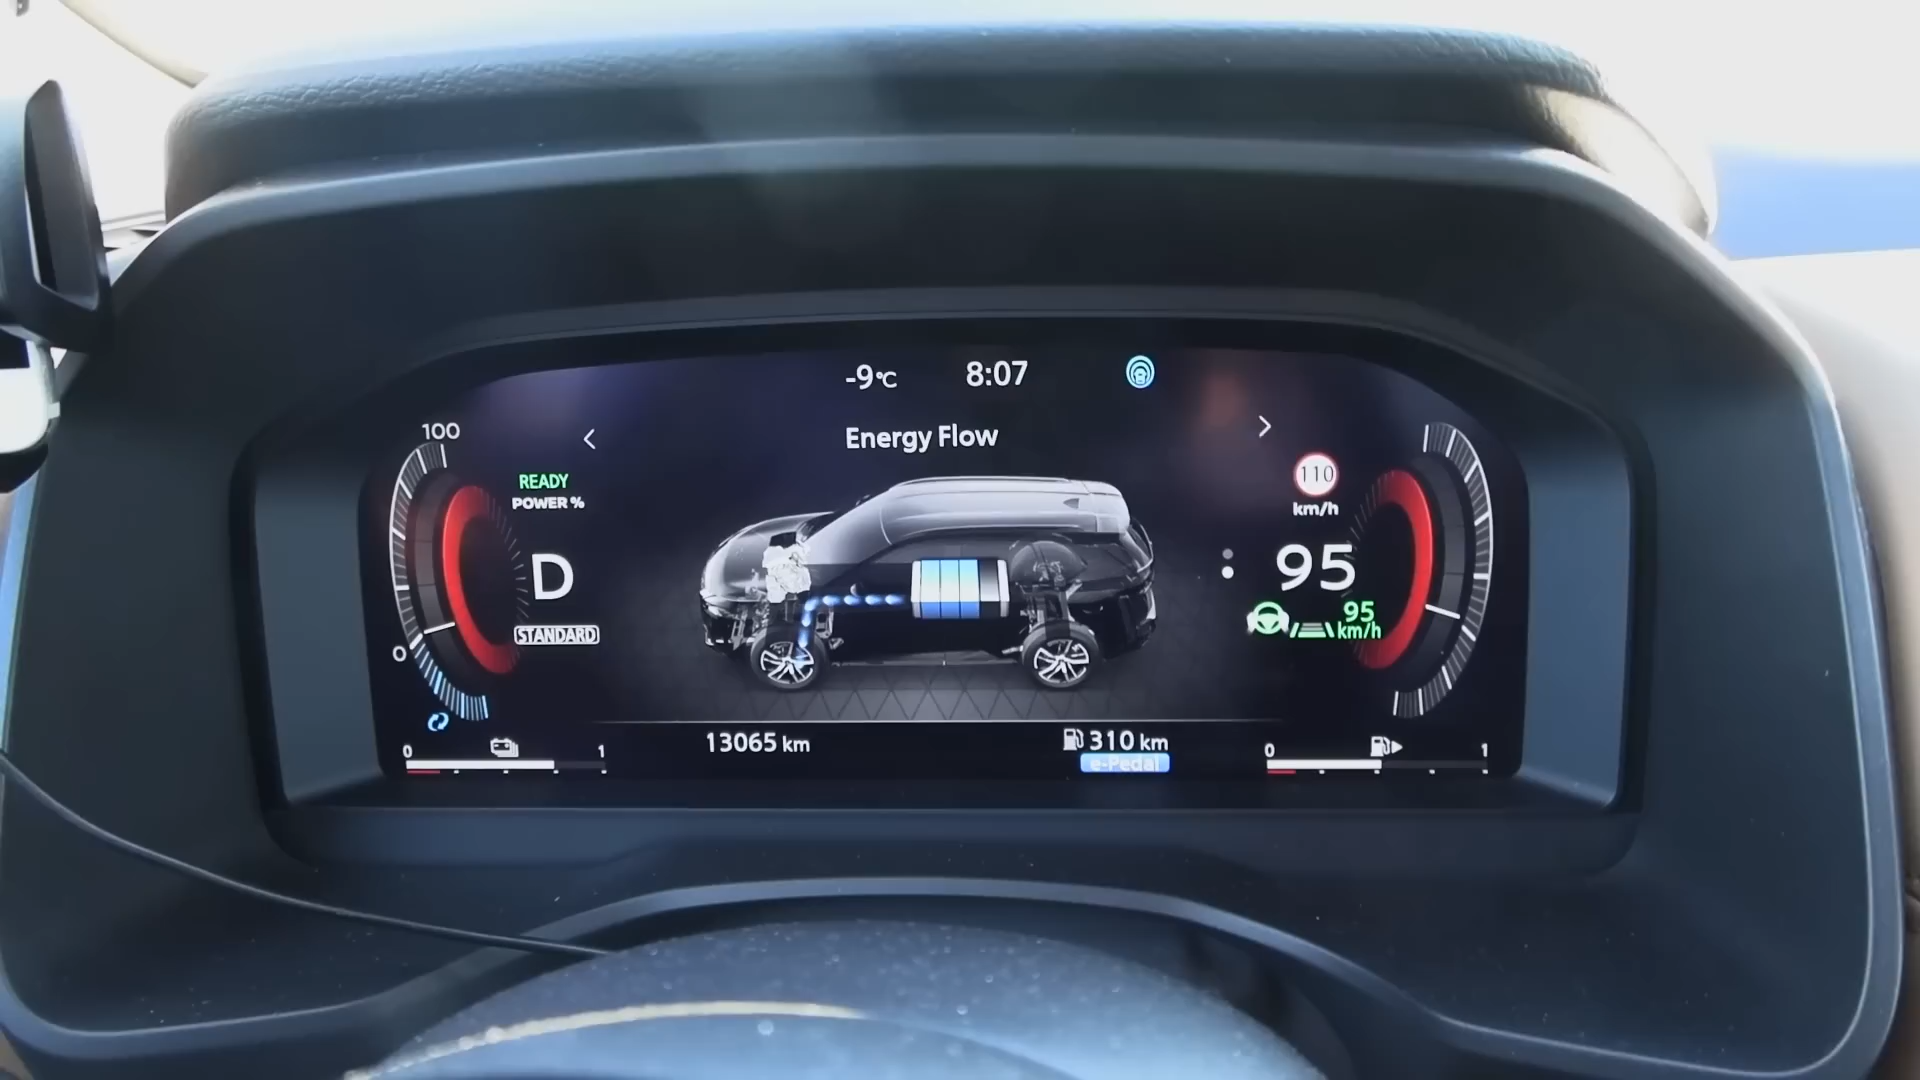 -9°C 8:07
Energy Flow
100
READY
POWER %
D
STANDARD
0
110
km/h
95
95
km/h
0 1
13065 km
310 km
e-Pedal
0 1